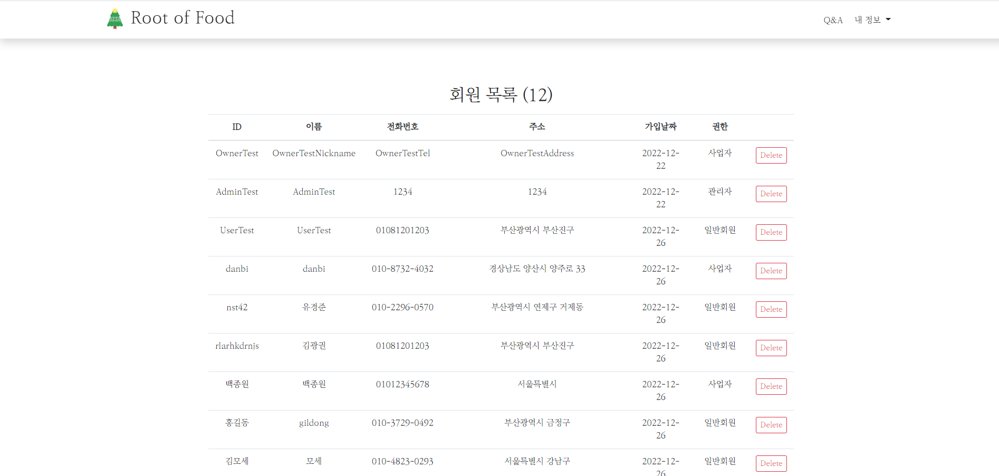 Root of Food
Q&A 내 정보
회원 목록 (12)
ID 이름 전화번호 주소 가입날짜 권한
OwnerTest OwnerTestNickname OwnerTestTel OwnerTestAddress 2022-12- 사업자 Delete
22
AdminTest AdminTest 1234 1234 2022-12- 관리자 Delete
22
UserTest UserTest 01081201203 부산광역시 부산진구 2022-12- 일반회원 Delete
26
danbi danbi 010-8732-4032 경상남도 양산시 양주로 33 2022-12- 사업자 Delete
26
nst42 유경준 010-2296-0570 부산광역시 연제구 거제동 2022-12- 일반회원 Delete
26
rlarhkdrnjs 김광권 01081201203 부산광역시 부산진구 2022-12- 일반회원 Delete
26
백종원 백종원 01012345678 서울특별시 2022-12- 사업자 Delete
26
홍길동 gildong 010-3729-0492 부산광역시 금정구 2022-12- 일반회원 Delete
26
김모세 모세 010-4823-0293 서울특별시 강남구 2022-12- 일반회원 Delete
26